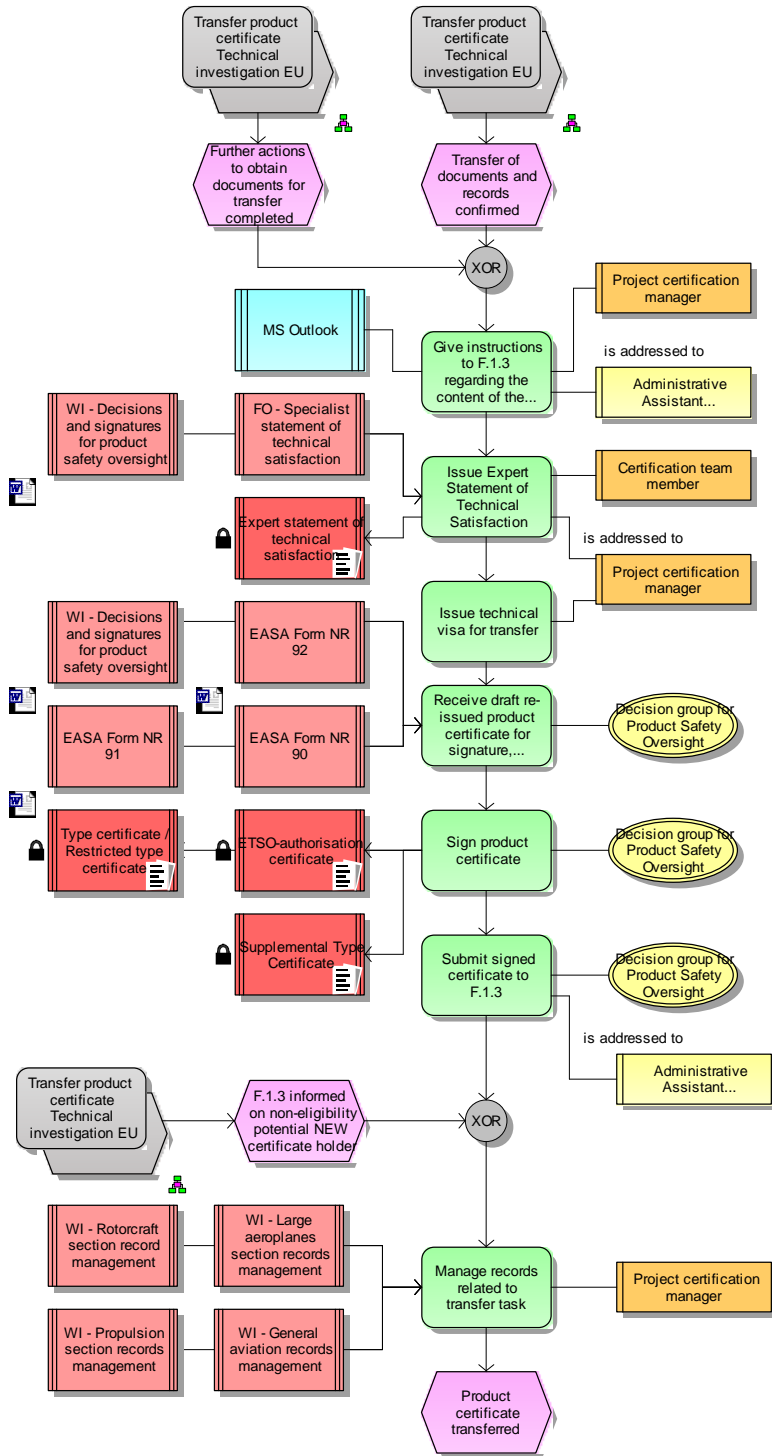 Transfer product
certificate
Technical
investigation EU
Transfer product
certificate
Technical
investigation EU
Further actions
to obtain
documents for
transfer
completed
Transfer of
documents and
records
confirmed
XOR
Project certification
manager
MS Outlook
Give instructions
to F.1.3
regarding the
content of the...
is addressed to
Administrative
Assistant...
WI - Decisions
and signatures
for product
safety oversight
FO - Specialist
statement of
technical
satisfaction
Issue Expert
Statement of
Technical
Satisfaction
Certification team
member
Expert statement of
technical
satisfaction
is addressed to
Project certification
manager
WI - Decisions
and signatures
for product
safety oversight
EASA Form NR
92
Issue technical
visa for transfer
EASA Form NR
91
EASA Form NR
90
Receive draft re-
issued product
certificate for
signature,...
Decision group for
Product Safety
Oversight
Type certificate /
Restricted type
certificate
ETSO-authorisation
certificate
Sign product
certificate
Decision group for
Product Safety
Oversight
Supplemental Type
Certificate
Submit signed
certificate to
F.1.3
Decision group for
Product Safety
Oversight
is addressed to
Administrative
Assistant...
Transfer product
certificate
Technical
investigation EU
F.1.3 informed
on non-eligibility
potential NEW
certificate holder
XOR
WI - Rotorcraft
section record
management
WI - Large
aeroplanes
section records
management
Manage records
related to
transfer task
Project certification
manager
WI - Propulsion
section records
management
WI - General
aviation records
management
Product
certificate
transferred